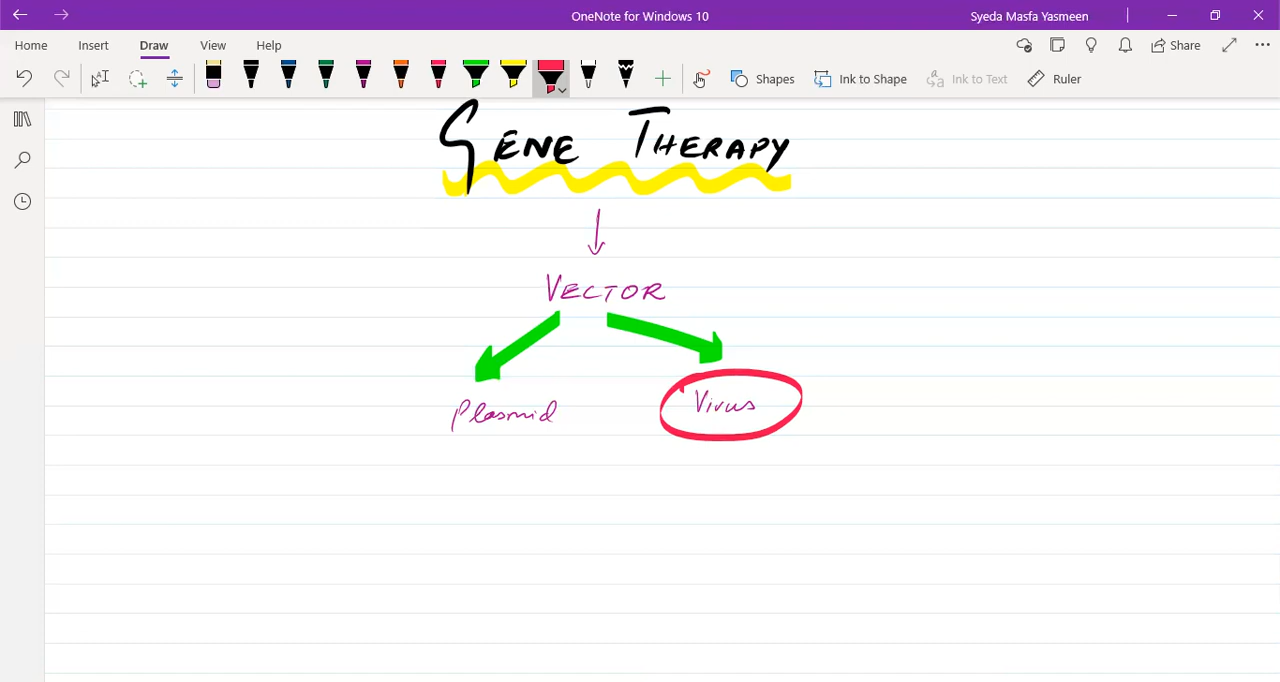 OneNote for Windows 10
Syeda Masfa Yasmeen
Home Insert Draw View Help
Share
Shapes Ink to Shape Ink to Text Ruler
GENE THERAPY
VECTOR
Plasmid Virus